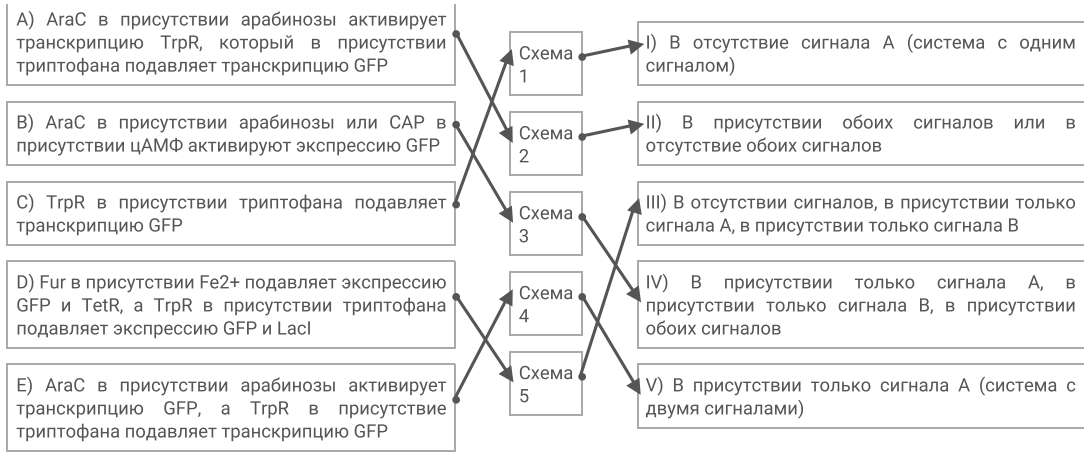 A) AraC в присутствии арабинозы активирует
транскрипцию TrpR, который в присутствии
триптофана подавляет транскрипцию GFP
Схема
1
I) В отсутствие сигнала А (система с одним
сигналом)
B) AraC в присутствии арабинозы или CAP в
присутствии цАМФ активируют экспрессию GFP
Схема
2
II) В присутствии обоих сигналов или в
отсутствие обоих сигналов
C) TrpR в присутствии триптофана подавляет
транскрипцию GFP
Схема
3
III) В отсутствии сигналов, в присутствии только
сигнала А, в присутствии только сигнала В
D) Fur в присутствии Fe2+ подавляет экспрессию
GFP и TetR, а TrpR в присутствии триптофана
подавляет экспрессию GFP и LacI
Схема
4
IV) В присутствии только сигнала А, в
присутствии только сигнала В, в присутствии
обоих сигналов
E) AraC в присутствии арабинозы активирует
транскрипцию GFP, а TrpR в присутствие
триптофана подавляет транскрипцию GFP
Схема
5
V) В присутствии только сигнала А (система с
двумя сигналами)